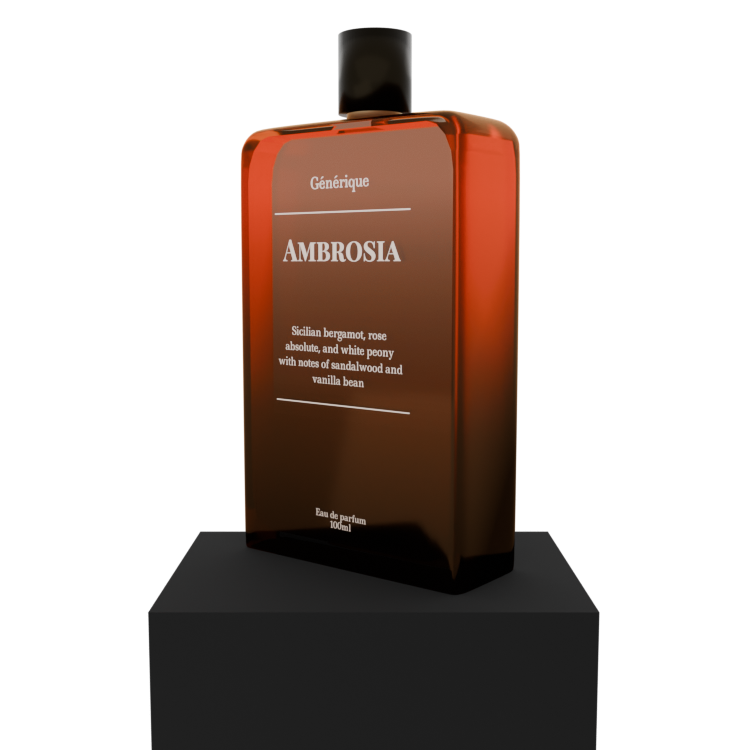 Générique
AMBROSIA
Sicilian bergamot, rose
absolute, and white peony
with notes of sandalwood and
vanilla bean
Eau de parfum
100ml